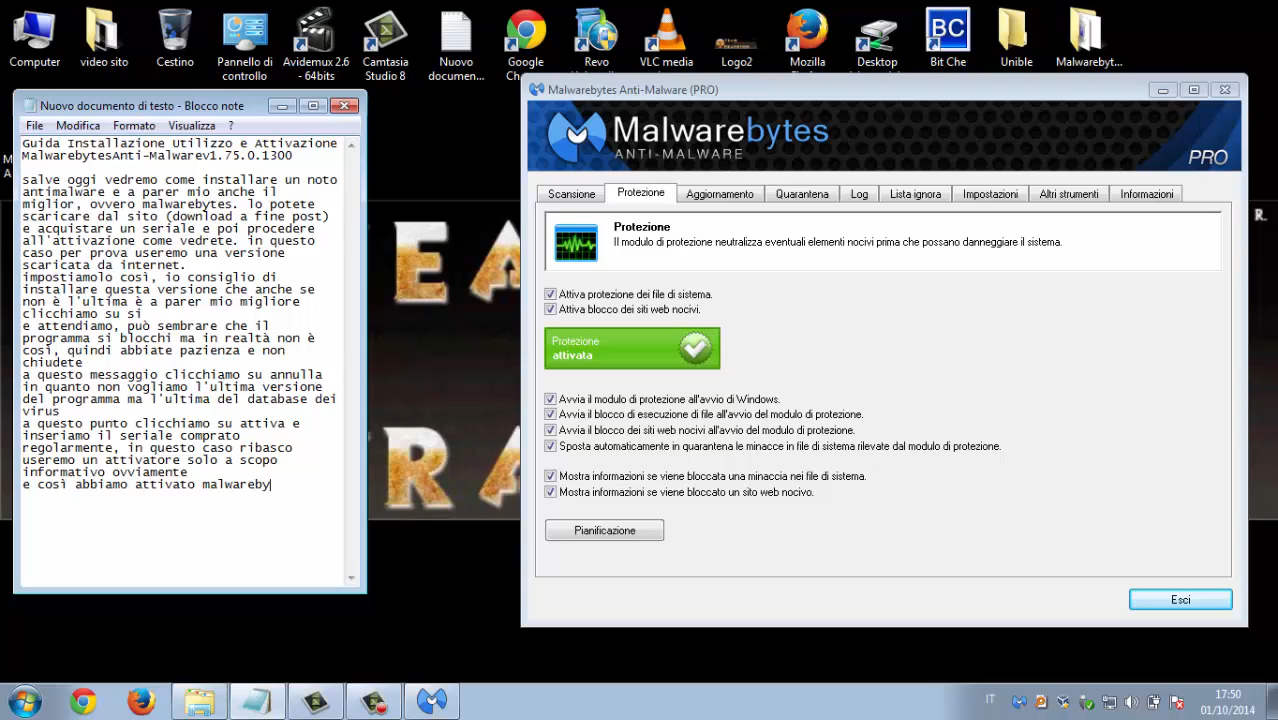 Computer
video sito
Cestino
Pannello di
controllo
Avidemux 2.6
- 64bits
Camtasia
Studio 8
Nuovo
documen...
Google
Revo
VLC media
Logo2
Mozilla
Desktop
BC
Bit Che
Unible
Malwarebyt...
Nuovo documento di testo - Blocco note
File Modifica Formato Visualizza ?
Guida Installazione Utilizzo e Attivazione
MalwarebytesAnti-Malwarev1.75.0.1300
salve oggi vedremo come installare un noto
antimalware e a parer mio anche il
miglior, ovvero malwarebytes. lo potete
scaricare dal sito (download a fine post)
e acquistare un seriale e poi procedere
all'attivazione come vedrete. in questo
caso per prova useremo una versione
scaricata da internet.
impostiamolo così, io consiglio di
installare questa versione che anche se
non è l'ultima è a parer mio migliore
clicchiamo su si
e attendiamo, può sembrare che il
programma si blocchi ma in realtà non è
così, quindi abbiate pazienza e non
chiudete
a questo messaggio clicchiamo su annulla
in quanto non vogliamo l'ultima versione
del programma ma l'ultima del database dei
virus
a questo punto clicchiamo su attiva e
inseriamo il seriale comprato
regolarmente, in questo caso ribasco
useremo un attivatore solo a scopo
informativo ovviamente
e così abbiamo attivato malwareby
Malwarebytes Anti-Malware (PRO)
Malwarebytes
ANTI-MALWARE
PRO
Scansione Protezione Aggiornamento Quarantena Log Lista ignora Impostazioni Altri strumenti Informazioni
Protezione
Il modulo di protezione neutralizza eventuali elementi nocivi prima che possano danneggiare il sistema.
Attiva protezione dei file di sistema.
Attiva blocco dei siti web nocivi.
Protezione
attivata
Avvia il modulo di protezione all'avvio di Windows.
Avvia il blocco di esecuzione di file all'avvio del modulo di protezione.
Avvia il blocco dei siti web nocivi all'avvio del modulo di protezione.
Sposta automaticamente in quarantena le minacce in file di sistema rilevate dal modulo di protezione.
Mostra informazioni se viene bloccata una minaccia nei file di sistema.
Mostra informazioni se viene bloccato un sito web nocivo.
Pianificazione
Esci
E A
R A
R.
IT
17:50
01/10/2014